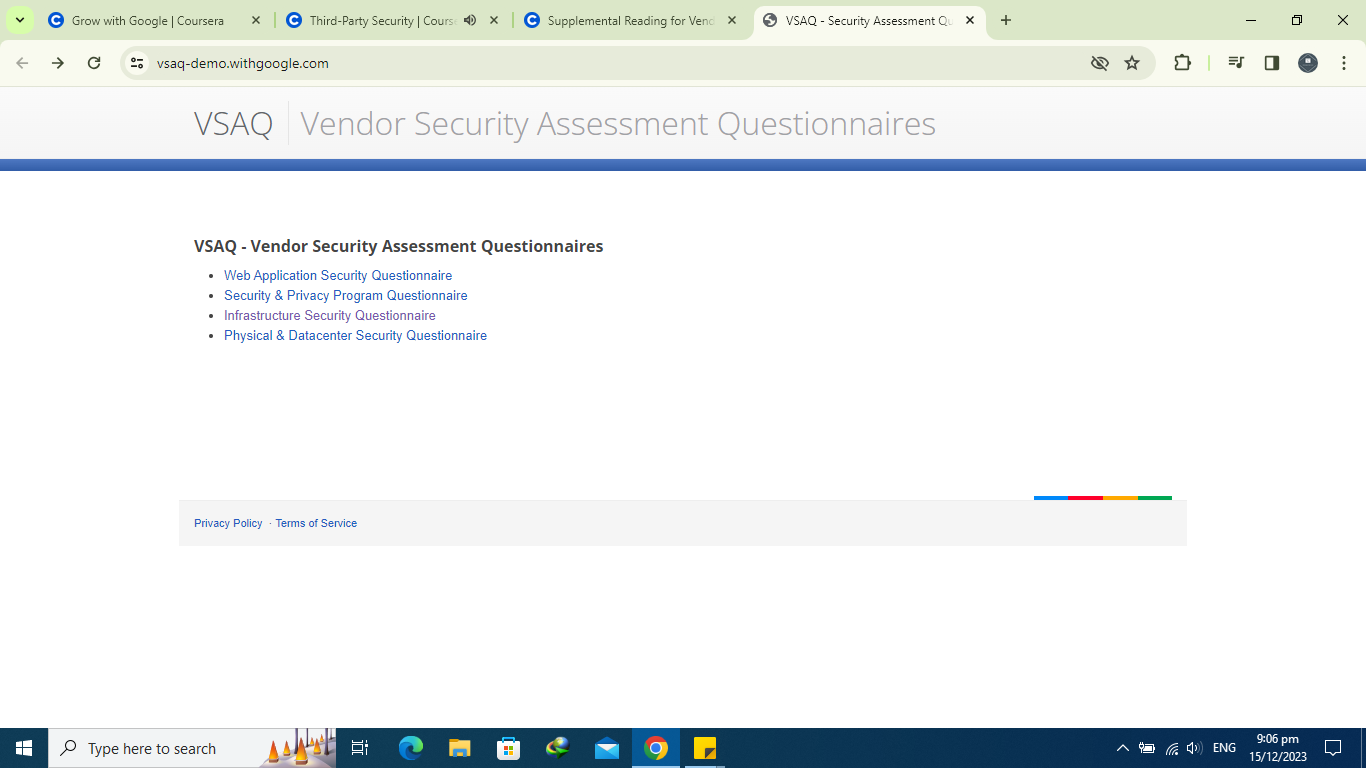 Grow with Google | Coursera
Third-Party Security | Course
Supplemental Reading for Vend
VSAQ - Security Assessment Qu
vsaq-demo.withgoogle.com
VSAQ
Vendor Security Assessment Questionnaires
VSAQ - Vendor Security Assessment Questionnaires
• Web Application Security Questionnaire
• Security & Privacy Program Questionnaire
• Infrastructure Security Questionnaire
• Physical & Datacenter Security Questionnaire
Privacy Policy · Terms of Service
Type here to search
ENG
9:06 pm
15/12/2023